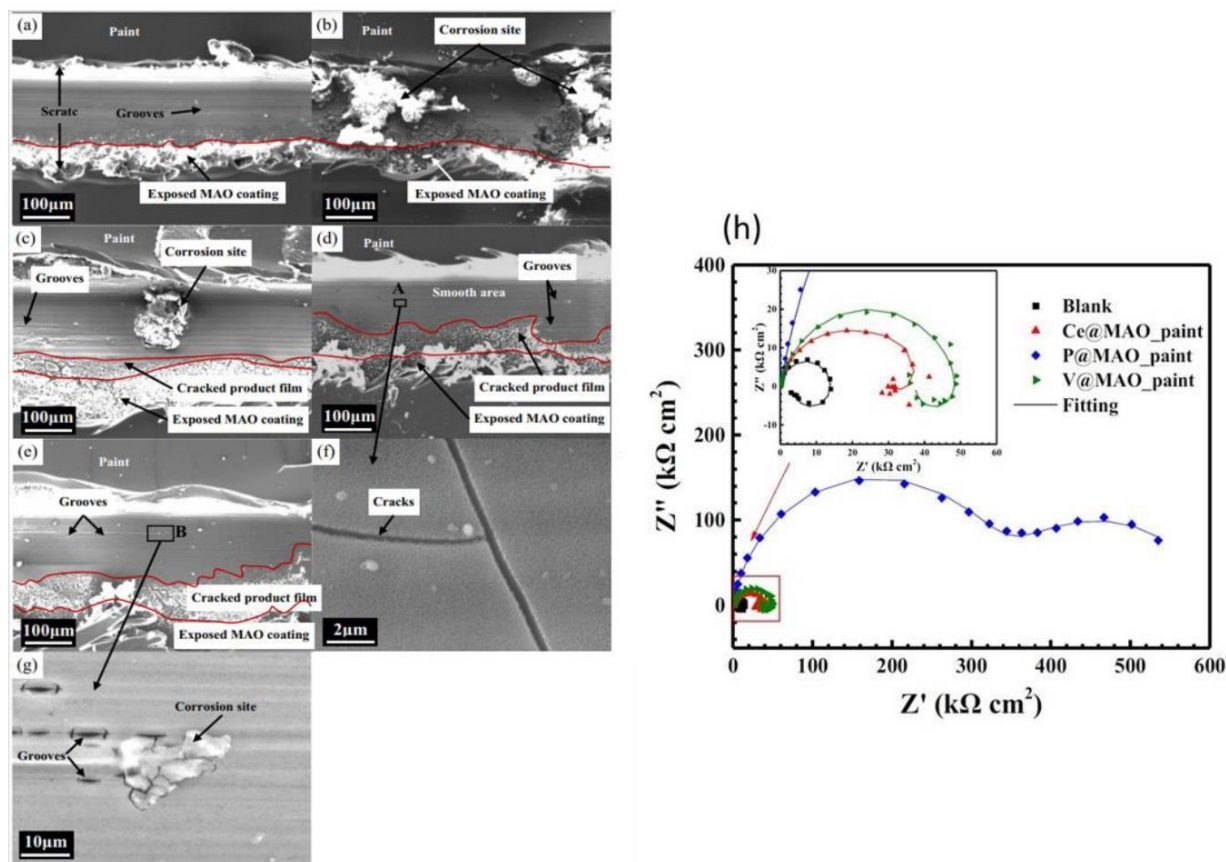 (a)
Paint
Scratc
Grooves
Exposed MAO coating
100μm
(b)
Paint
Corrosion site
Exposed MAO coating
100μm
(c)
Paint
Corrosion site
Grooves
Cracked product film
Exposed MAO coating
100μm
(d)
Paint
Grooves
A
Smooth area
Cracked product film
Exposed MAO coating
100μm
(e)
Paint
Grooves
B
Cracked product film
Exposed MAO coating
100μm
(f)
Cracks
2μm
(g)
Corrosion site
Grooves
10μm
(h)
400
300
200
100
0
Z'' (kΩ cm²)
0 100 200 300 400 500 600
Z' (kΩ cm²)
30
20
10
0
-10
Z'' (kΩ cm²)
0 10 20 30 40 50 60
Z' (kΩ cm²)
Blank
Ce@MAO_paint
P@MAO_paint
V@MAO_paint
Fitting